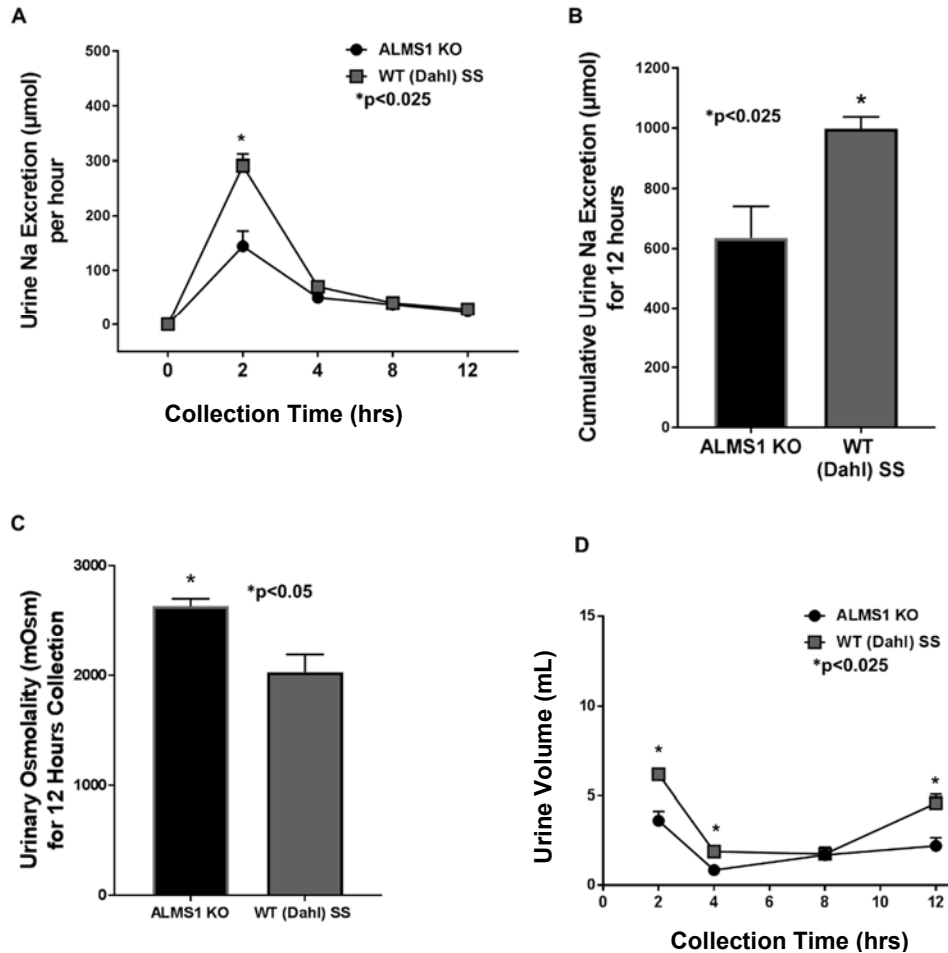 A
Urine Na Excretion (µmol)
per hour
500
400
300
200
100
0
ALMS1 KO
WT (Dahl) SS
*p<0.025
*
0 2 4 8 12
Collection Time (hrs)
B
Cumulative Urine Na Excretion (µmol)
for 12 hours
1200
1000
800
600
400
200
0
*p<0.025
*
ALMS1 KO
WT
(Dahl) SS
C
Urinary Osmolality (mOsm)
for 12 Hours Collection
3000
2000
1000
0
*
*p<0.05
ALMS1 KO
WT (Dahl) SS
D
Urine Volume (mL)
15
10
5
0
ALMS1 KO
WT (Dahl) SS
*p<0.025
*
*
*
0 2 4 6 8 10 12
Collection Time (hrs)